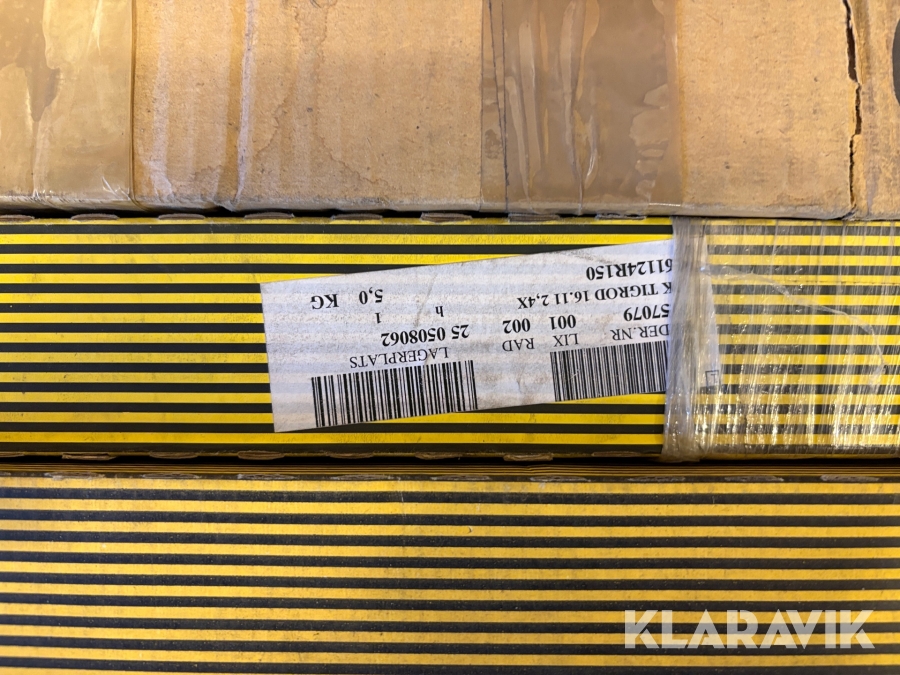 LAGERPLATS
25 0508062
h 1
5,0 KG
DER.NR LIX RAD
57079 001 002
K TIGROD 16.11 2,4X
61124R150
KLARAVIK